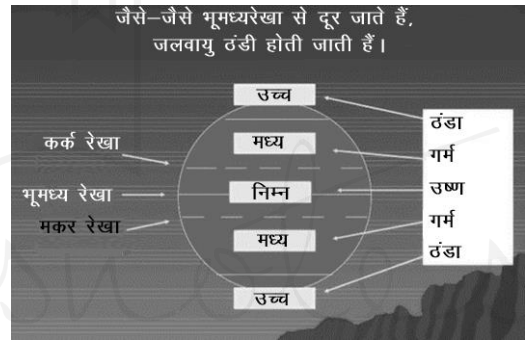 जैसे–जैसे भूमध्यरेखा से दूर जाते हैं,
जलवायु ठंडी होती जाती हैं।
उच्च
ठंडा
कर्क रेखा
मध्य
गर्म
भूमध्य रेखा
निम्न
उष्ण
मकर रेखा
मध्य
गर्म
ठंडा
उच्च